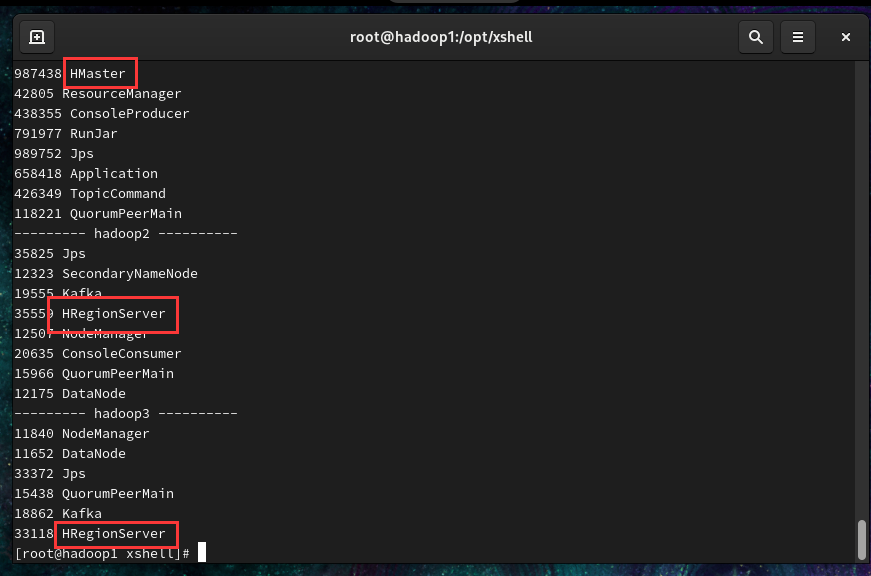 root@hadoop1:/opt/xshell
987438 HMaster
42805 ResourceManager
438355 ConsoleProducer
791977 RunJar
989752 Jps
658418 Application
426349 TopicCommand
118221 QuorumPeerMain
--------- hadoop2 ----------
35825 Jps
12323 SecondaryNameNode
19555 Kafka
35559 HRegionServer
12507 NodeManager
20635 ConsoleConsumer
15966 QuorumPeerMain
12175 DataNode
--------- hadoop3 ----------
11840 NodeManager
11652 DataNode
33372 Jps
15438 QuorumPeerMain
18862 Kafka
33118 HRegionServer
[root@hadoop1 xshell]#